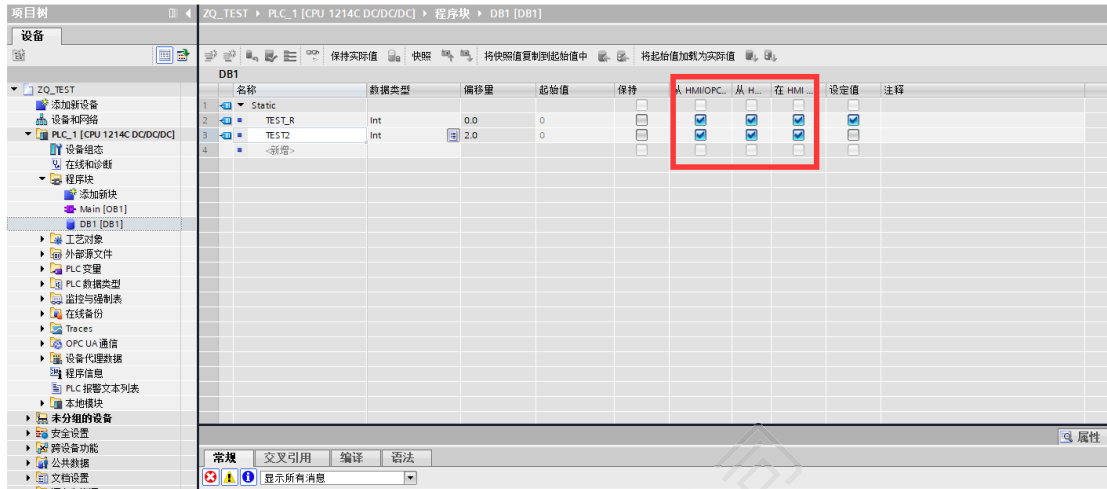 项目树
ZQ_TEST ▸ PLC_1 [CPU 1214C DC/DC/DC] ▸ 程序块 ▸ DB1 [DB1]
设备
保持实际值 快照 将快照值复制到起始值中 将起始值加载为实际值
DB1
名称 数据类型 偏移量 起始值 保持 从 HMI/OPC.. 从 H... 在 HMI ... 设定值 注释
1 Static
2 TEST_R Int 0.0 0
3 TEST2 Int 2.0 0
4 <新增>
ZQ_TEST
添加新设备
设备和网络
PLC_1 [CPU 1214C DC/DC/DC]
设备组态
在线和诊断
程序块
添加新块
Main [OB1]
DB1 [DB1]
工艺对象
外部源文件
PLC 变量
PLC 数据类型
监控与强制表
在线备份
Traces
OPC UA 通信
设备代理数据
程序信息
PLC 报警文本列表
本地模块
未分组的设备
安全设置
跨设备功能
公共数据
文档设置
属性
常规 交叉引用 编译 语法
显示所有消息